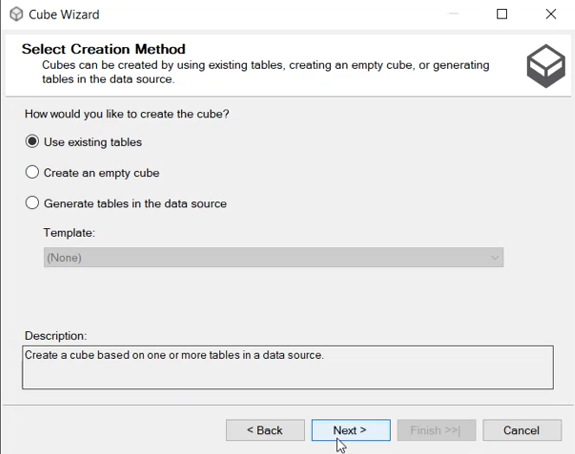 Cube Wizard
Select Creation Method
Cubes can be created by using existing tables, creating an empty cube, or generating
tables in the data source.
How would you like to create the cube?
Use existing tables
Create an empty cube
Generate tables in the data source
Template:
(None)
Description:
Create a cube based on one or more tables in a data source.
< Back
Next >
Finish >>|
Cancel